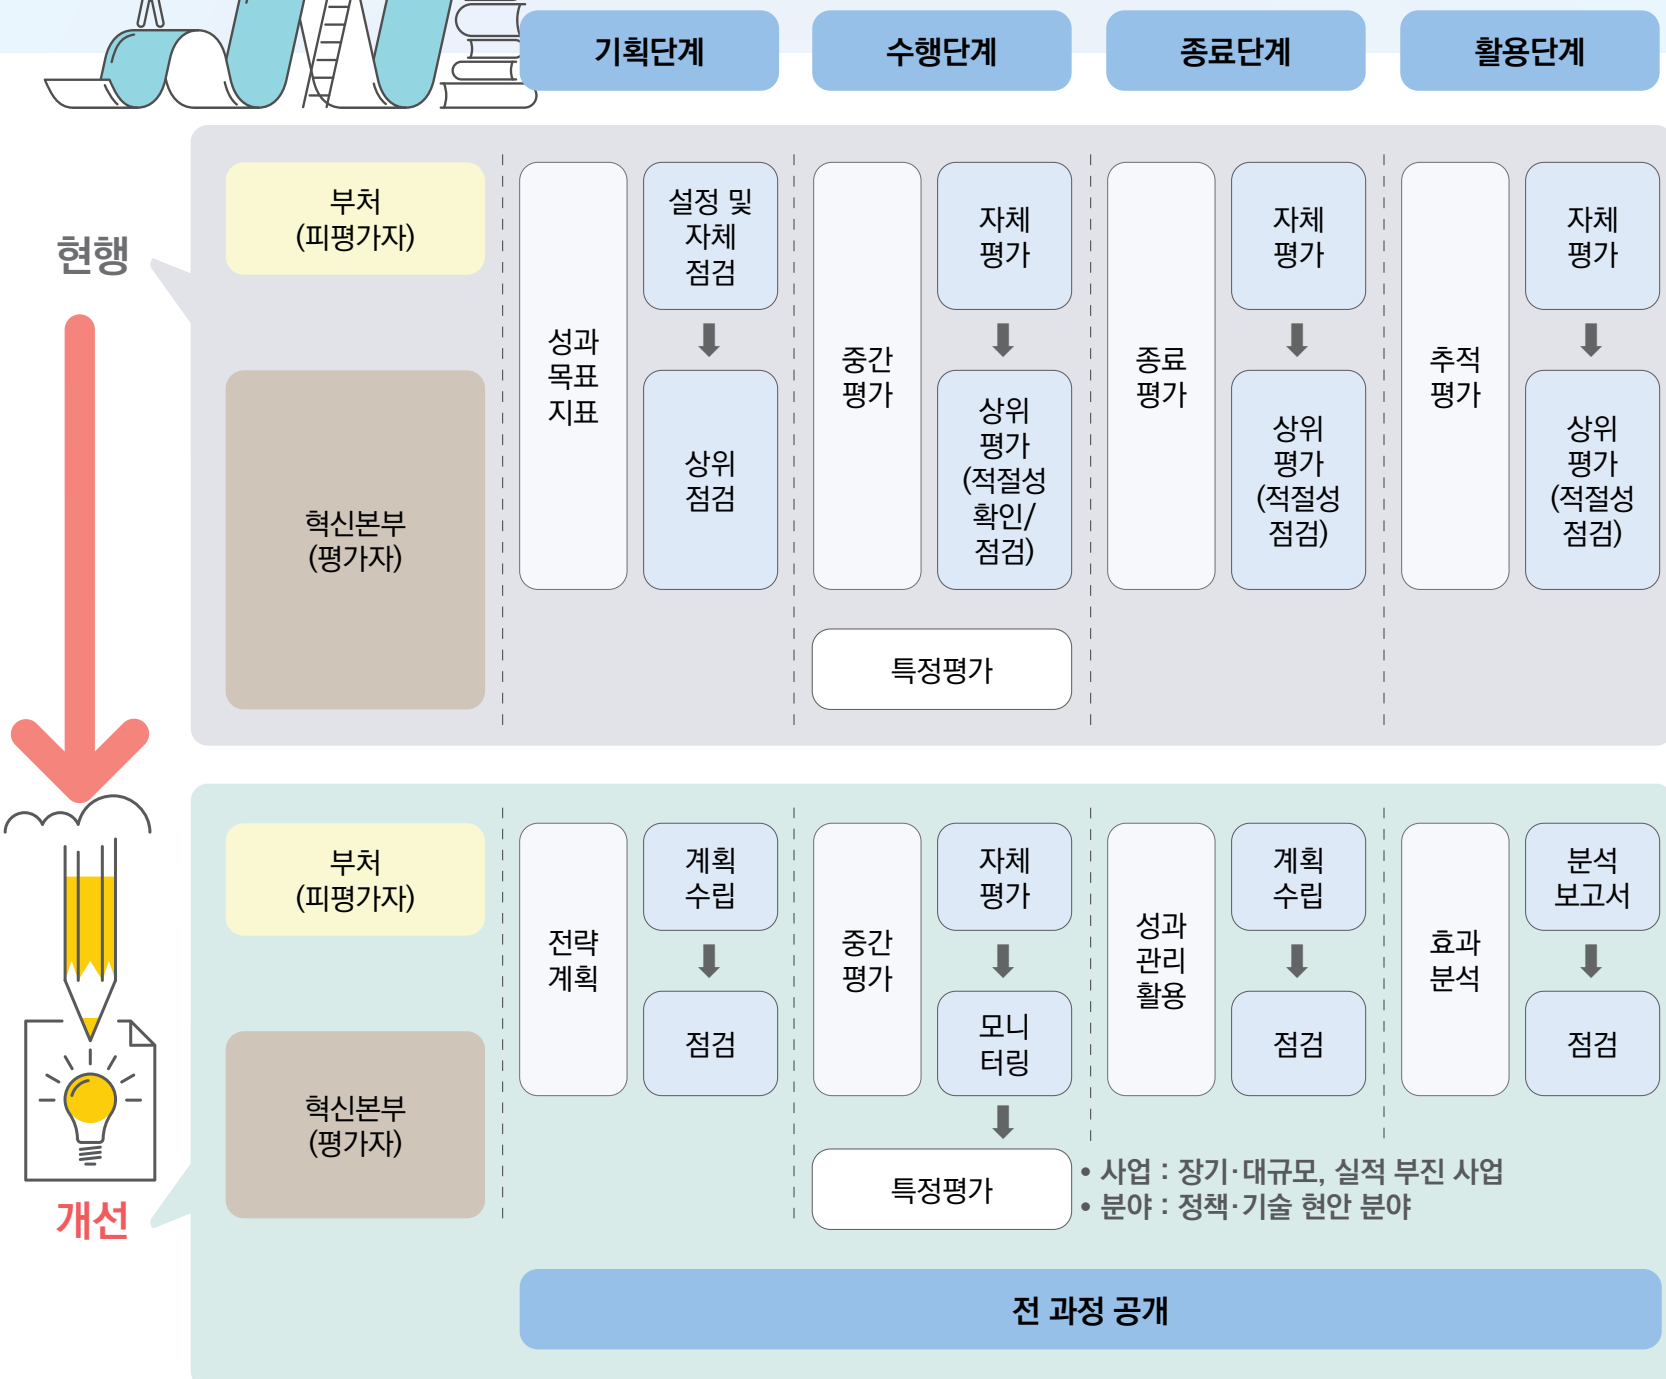 기획단계
수행단계
종료단계
활용단계
현행
부처
(피평가자)
혁신본부
(평가자)
성과
목표
지표
설정 및
자체
점검
상위
점검
중간
평가
자체
평가
상위
평가
(적절성
확인/
점검)
특정평가
종료
평가
자체
평가
상위
평가
(적절성
점검)
추적
평가
자체
평가
상위
평가
(적절성
점검)
개선
부처
(피평가자)
혁신본부
(평가자)
전략
계획
계획
수립
점검
중간
평가
자체
평가
모니
터링
특정평가
성과
관리
활용
계획
수립
점검
효과
분석
분석
보고서
점검
• 사업 : 장기·대규모, 실적 부진 사업
• 분야 : 정책·기술 현안 분야
전 과정 공개